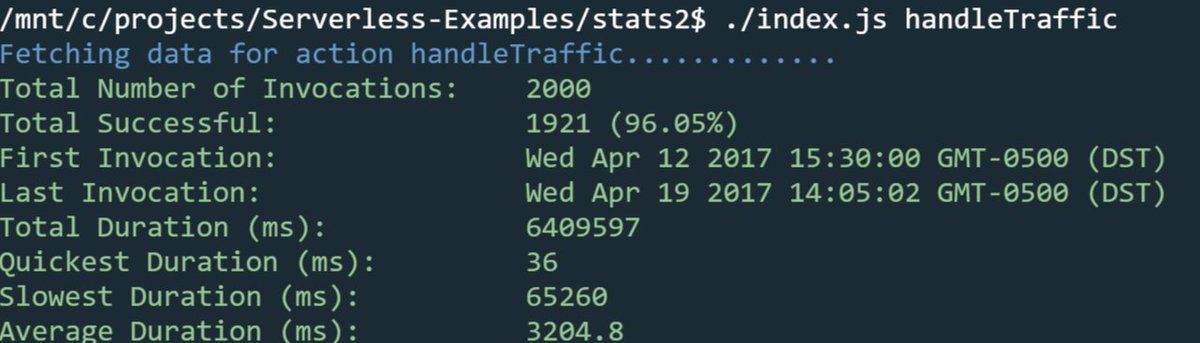 /mnt/c/projects/Serverless-Examples/stats2$ ./index.js handleTraffic
Fetching data for action handleTraffic.............
Total Number of Invocations: 2000
Total Successful: 1921 (96.05%)
First Invocation: Wed Apr 12 2017 15:30:00 GMT-0500 (DST)
Last Invocation: Wed Apr 19 2017 14:05:02 GMT-0500 (DST)
Total Duration (ms): 6409597
Quickest Duration (ms): 36
Slowest Duration (ms): 65260
Average Duration (ms): 3204.8